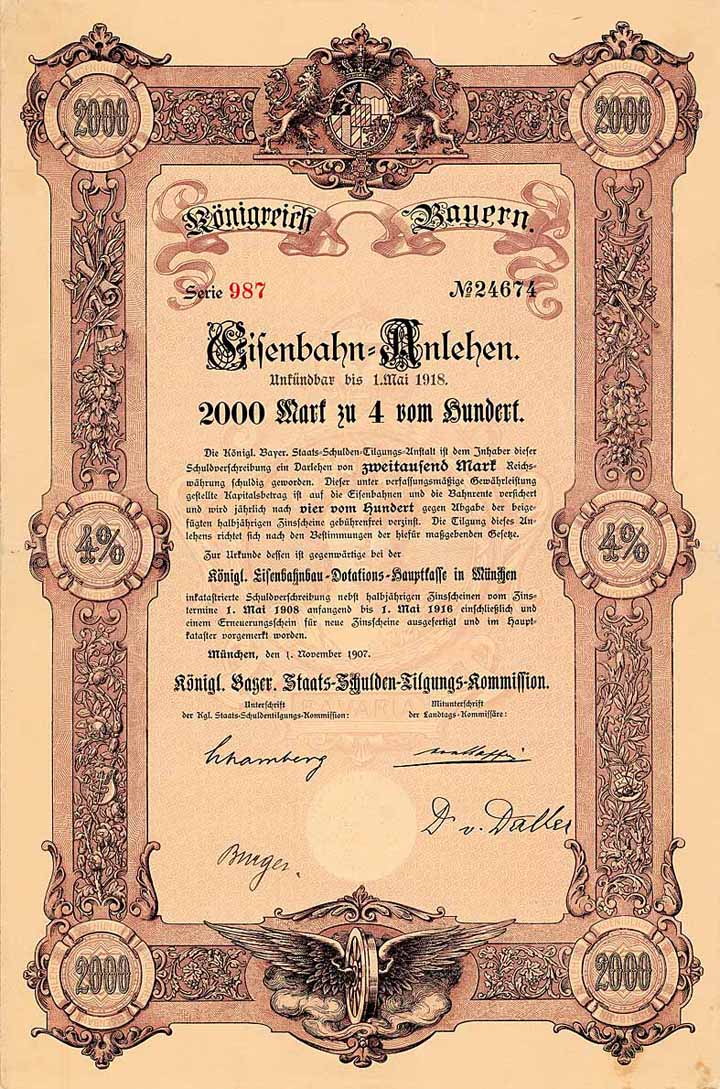 2000 2000
Königreich Bayern.
Serie 987 № 24674
Eisenbahn-Anlehen.
Unkündbar bis 1. Mai 1918.
2000 Mark zu 4 vom Hundert.
Die Königl. Bayer. Staats-Schulden-Tilgungs-Anstalt ist dem Inhaber dieser
Schuldverschreibung ein Darlehen von zweitausend Mark Reichs-
währung schuldig geworden. Dieser unter verfassungsmäßige Gewährleistung
gestellte Kapitalsbetrag ist auf die Eisenbahnen und die Bahnrente versichert
und wird jährlich nach vier vom Hundert gegen Abgabe der beige-
fügten halbjährigen Zinsscheine gebührenfrei verzinst. Die Tilgung dieses An-
lehens richtet sich nach den Bestimmungen der hiefür maßgebenden Gesetze.
Zur Urkunde dessen ist gegenwärtige bei der
Königl. Eisenbahnbau-Dotations-Hauptkasse in München
inkatastrierte Schuldverschreibung nebst halbjährigen Zinsscheinen vom Zins-
termine 1. Mai 1908 anfangend bis 1. Mai 1916 einschließlich und
einem Erneuerungsschein für neue Zinsscheine ausgefertigt und im Haupt-
kataster vorgemerkt worden.
4% 4%
München, den 1. November 1907.
Königl. Bayer. Staats-Schulden-Tilgungs-Kommission.
Unterschrift Mitunterschrift
der Kgl. Staats-Schuldentilgungs-Kommission: der Landtags-Kommissäre:
Dr v. Daller
Burger.
2000 2000